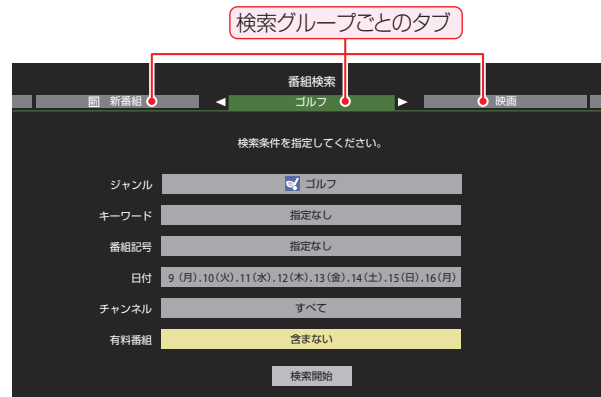 検索グループごとのタブ
番組検索
新 新番組 ◀ ゴルフ ▶ 映画
検索条件を指定してください。
ジャンル ゴルフ
キーワード 指定なし
番組記号 指定なし
日付 9 (月).10(火).11(水).12(木).13(金).14(土).15(日).16(月)
チャンネル すべて
有料番組 含まない
検索開始